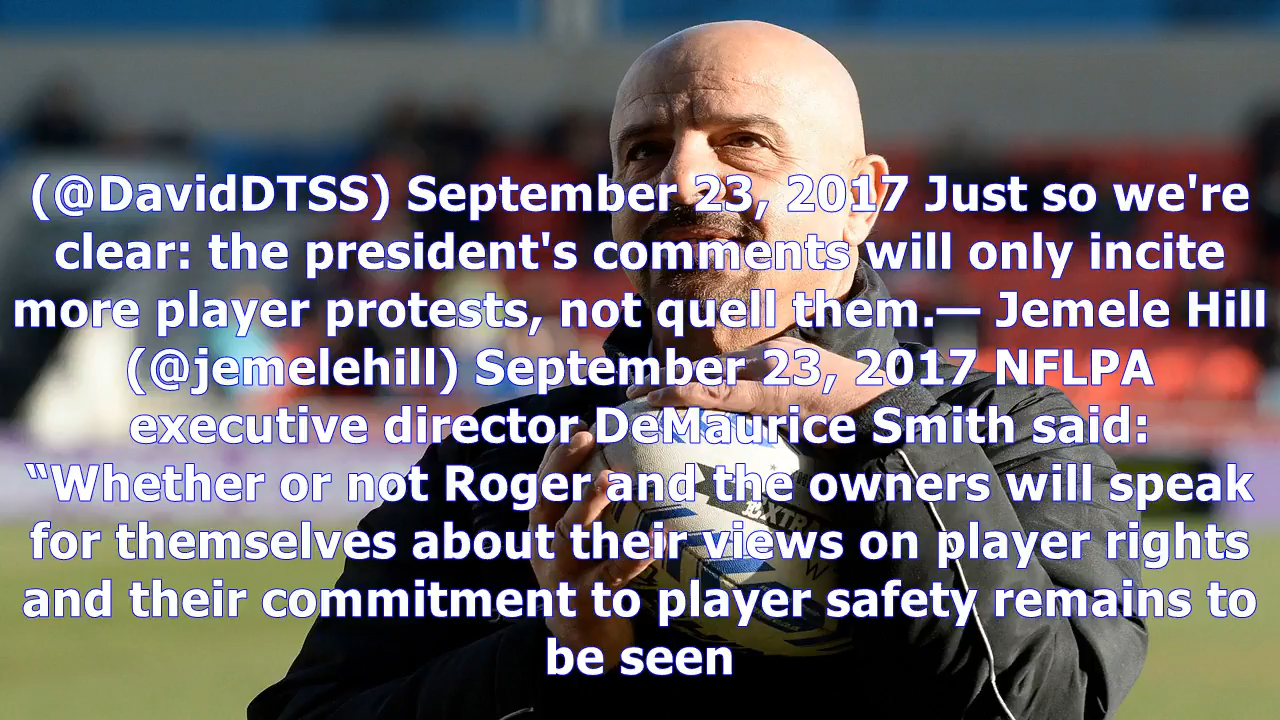 (@DavidDTSS) September 23, 2017 Just so we're
clear: the president's comments will only incite
more player protests, not quell them.— Jemele Hill
(@jemelehill) September 23, 2017 NFLPA
executive director DeMaurice Smith said:
“Whether or not Roger and the owners will speak
for themselves about their views on player rights
and their commitment to player safety remains to
be seen
EXTRA